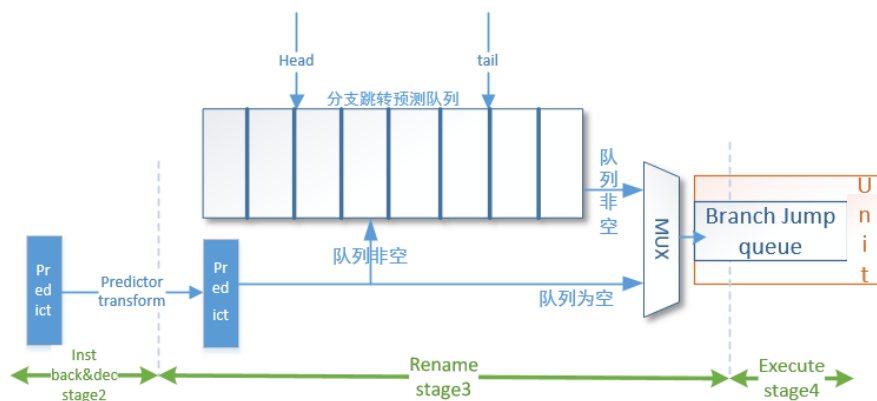 Head
tail
分支跳转预测队列
队
列
非
空
MUX
U
n
i
t
Branch Jump
queue
Pr
ed
ict
Predictor
transform
Pr
ed
ict
队列非空
队列为空
Inst
back&dec
stage2
Rename
stage3
Execute
stage4